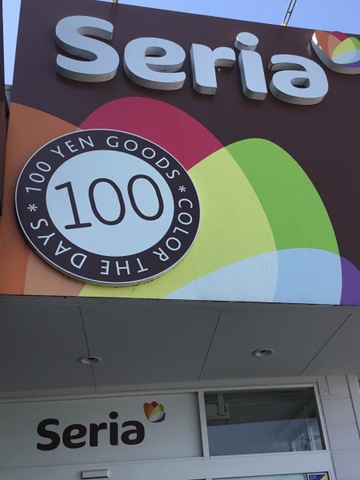 Seria
* 100 YEN GOODS * COLOR THE DAYS
100
Seria